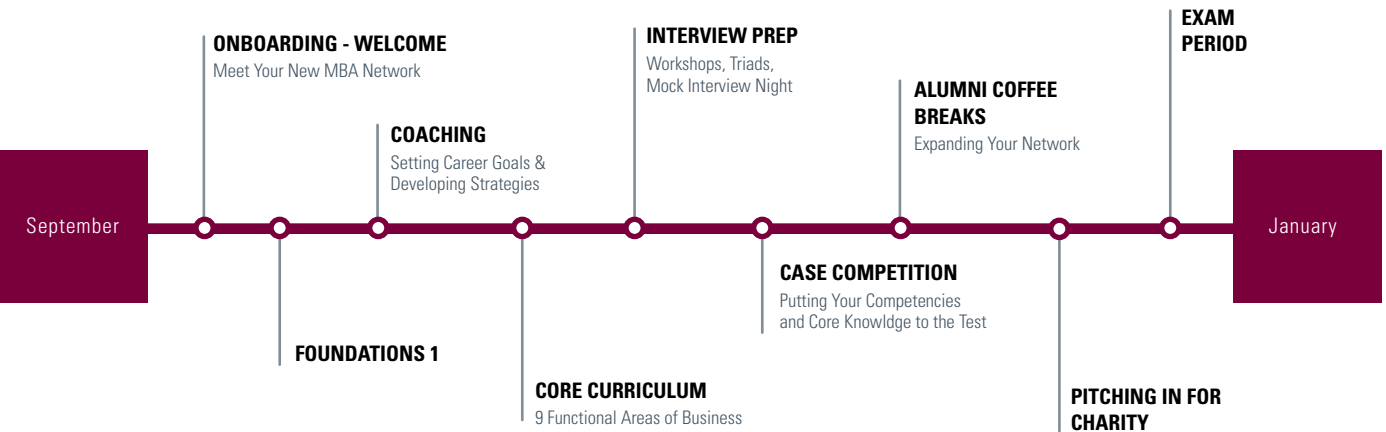 September
ONBOARDING - WELCOME
Meet Your New MBA Network
FOUNDATIONS 1
COACHING
Setting Career Goals &
Developing Strategies
CORE CURRICULUM
9 Functional Areas of Business
INTERVIEW PREP
Workshops, Triads,
Mock Interview Night
CASE COMPETITION
Putting Your Competencies
and Core Knowldge to the Test
ALUMNI COFFEE
BREAKS
Expanding Your Network
PITCHING IN FOR
CHARITY
EXAM
PERIOD
January